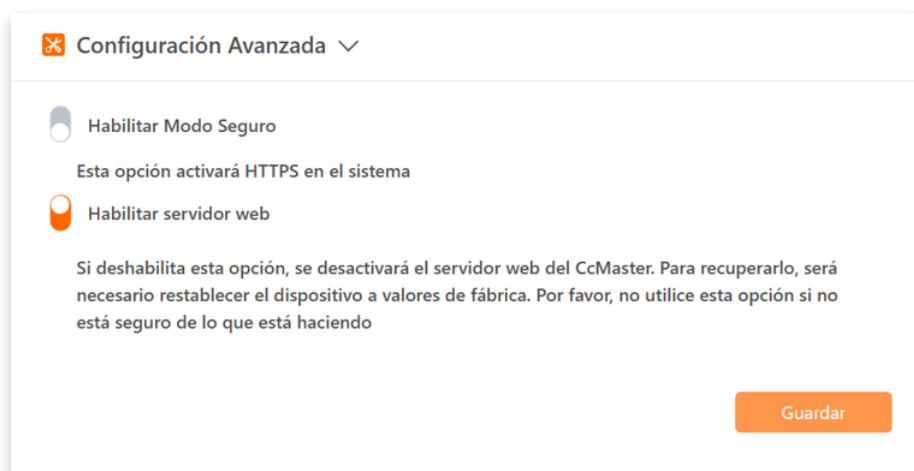 Configuración Avanzada
Habilitar Modo Seguro
Esta opción activará HTTPS en el sistema
Habilitar servidor web
Si deshabilita esta opción, se desactivará el servidor web del CcMaster. Para recuperarlo, será
necesario restablecer el dispositivo a valores de fábrica. Por favor, no utilice esta opción si no
está seguro de lo que está haciendo
Guardar